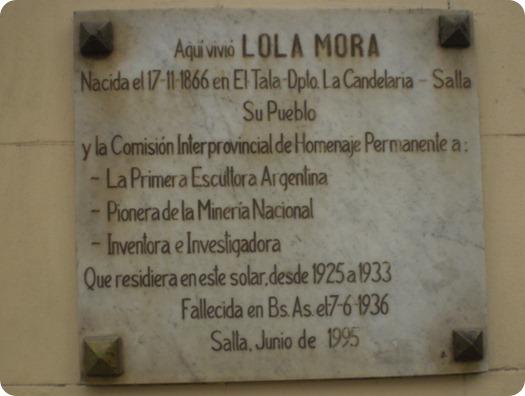 Aquí vivió LOLA MORA
Nacida el 17-11-1866 en El Tala-Dpto. La Candelaria - Salta
Su Pueblo
y la Comisión Interprovincial de Homenaje Permanente a:
- La Primera Escultora Argentina
- Pionera de la Minería Nacional
- Inventora e Investigadora
Que residiera en este solar, desde 1925 a 1933
Fallecida en Bs. As. el 7-6-1936
Salta, Junio de 1995